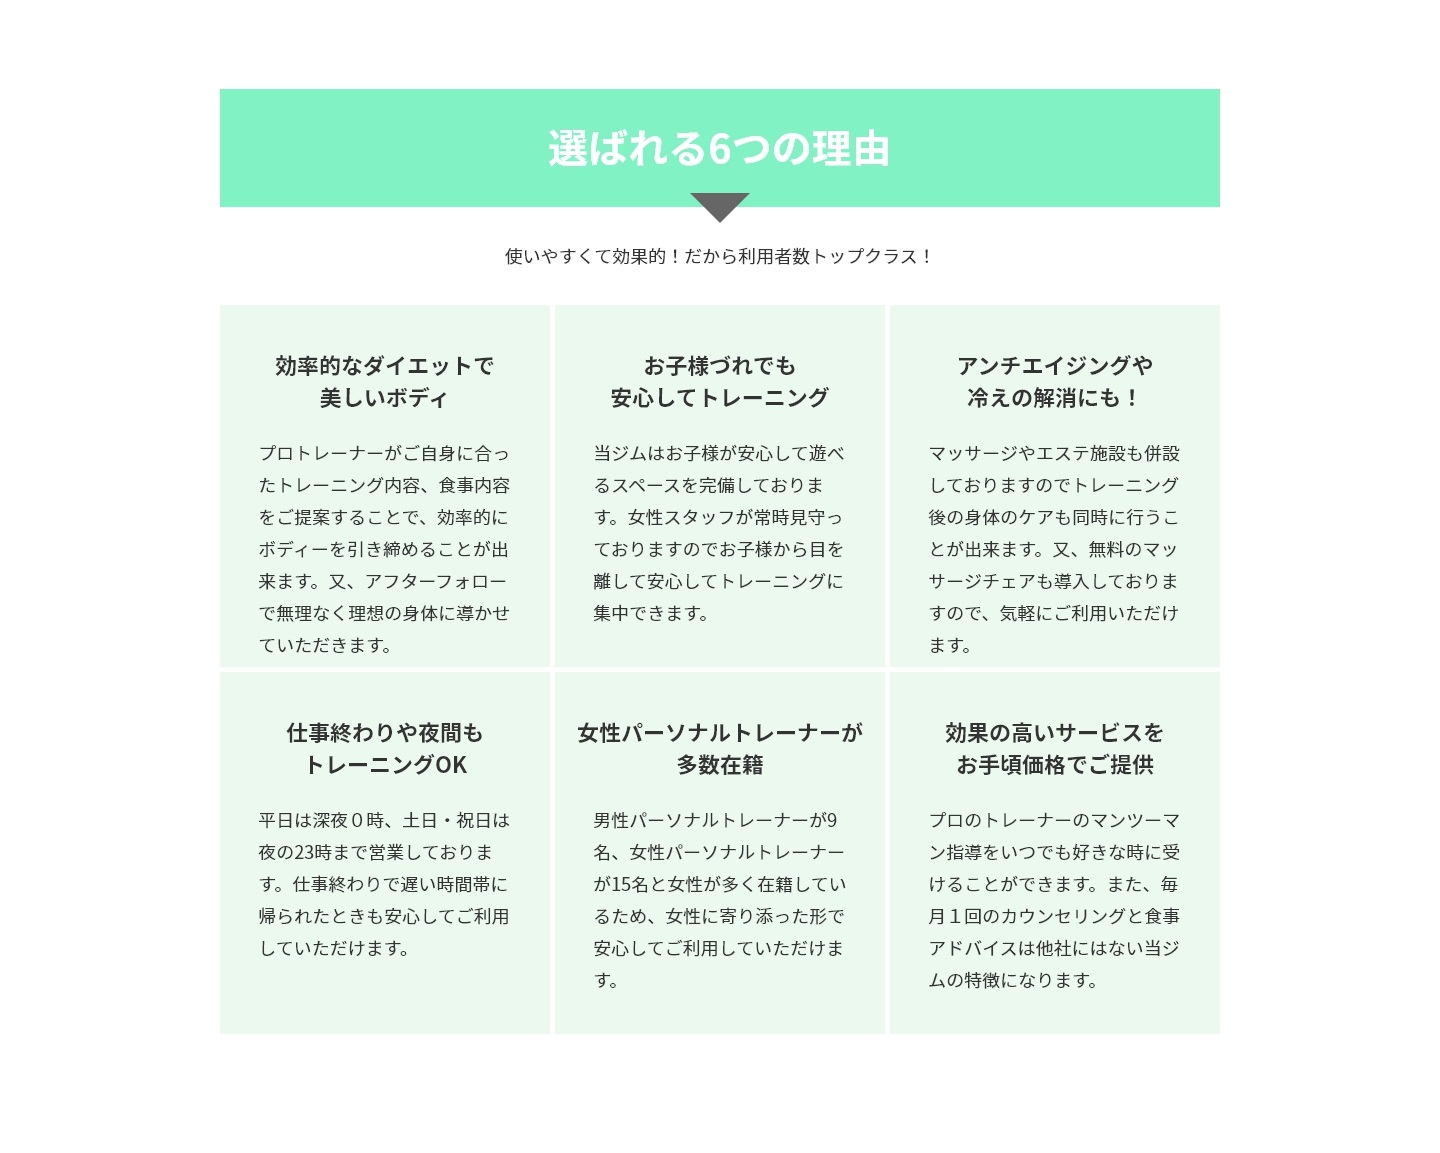 選ばれる6つの理由
使いやすくて効果的！だから利用者数トップクラス！
効率的なダイエットで
美しいボディ
プロトレーナーがご自身に合っ
たトレーニング内容、食事内容
をご提案することで、効率的に
ボディーを引き締めることが出
来ます。又、アフターフォロー
で無理なく理想の身体に導かせ
ていただきます。
お子様づれでも
安心してトレーニング
当ジムはお子様が安心して遊べ
るスペースを完備しておりま
す。女性スタッフが常時見守っ
ておりますのでお子様から目を
離して安心してトレーニングに
集中できます。
アンチエイジングや
冷えの解消にも！
マッサージやエステ施設も併設
しておりますのでトレーニング
後の身体のケアも同時に行うこ
とが出来ます。又、無料のマッ
サージチェアも導入しておりま
すので、気軽にご利用いただけ
ます。
仕事終わりや夜間も
トレーニングOK
平日は深夜０時、土日・祝日は
夜の23時まで営業しておりま
す。仕事終わりで遅い時間帯に
帰られたときも安心してご利用
していただけます。
女性パーソナルトレーナーが
多数在籍
男性パーソナルトレーナーが9
名、女性パーソナルトレーナー
が15名と女性が多く在籍してい
るため、女性に寄り添った形で
安心してご利用していただけま
す。
効果の高いサービスを
お手頃価格でご提供
プロのトレーナーのマンツーマ
ン指導をいつでも好きな時に受
けることができます。また、毎
月１回のカウンセリングと食事
アドバイスは他社にはない当ジ
ムの特徴になります。